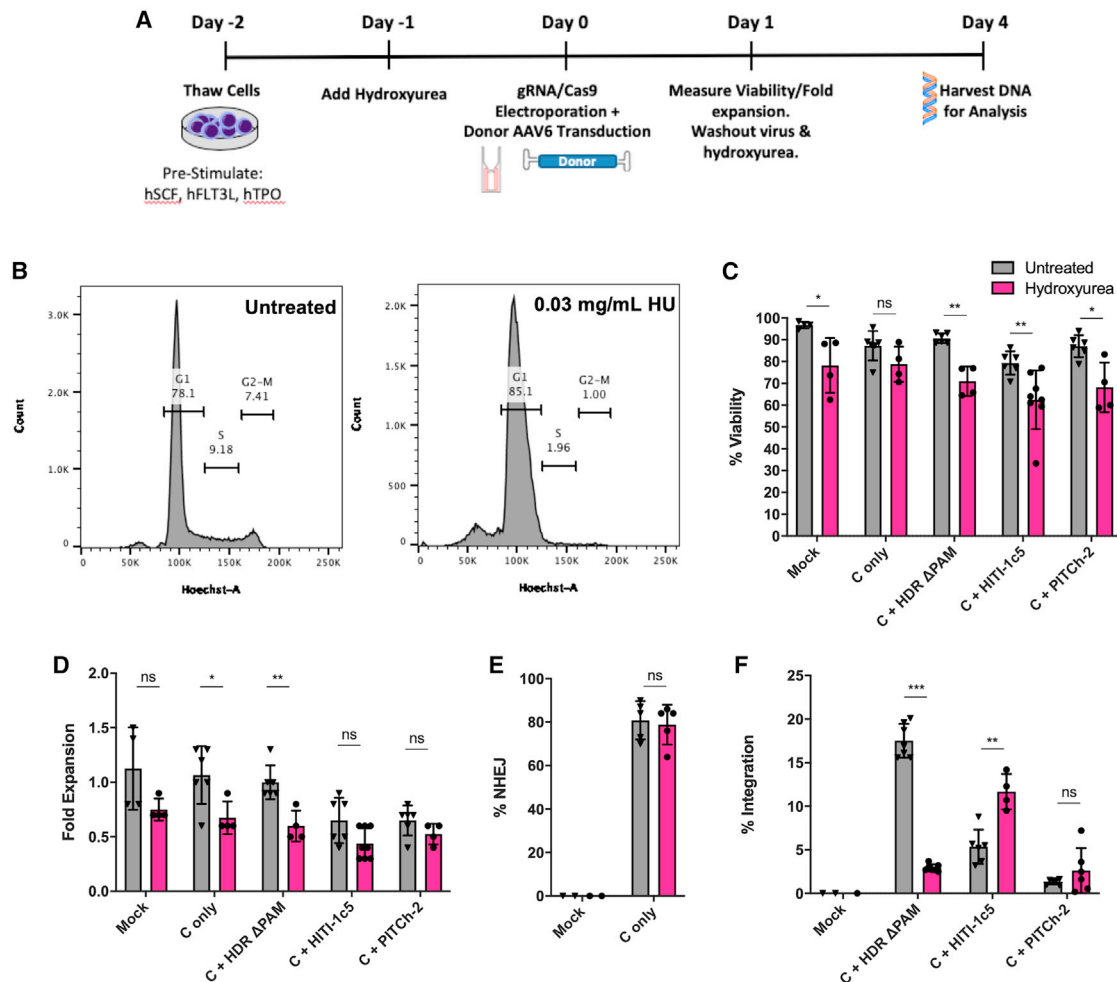 A
Day -2
Day -1
Day 0
Day 1
Day 4
Thaw Cells
Pre-Stimulate:
hSCF, hFLT3L, hTPO
Add Hydroxyurea
gRNA/Cas9
Electroporation +
Donor AAV6 Transduction
Donor
Measure Viability/Fold
expansion.
Washout virus &
hydroxyurea.
Harvest DNA
for Analysis
B
Count
3.0K
2.0K
1.0K
0
Untreated
G1
78.1
G2-M
7.41
S
9.18
0
50K
100K
150K
200K
250K
Hoechst-A
Count
2.0K
1.5K
1.0K
500
0
0.03 mg/mL HU
G1
85.1
G2-M
1.00
S
1.96
0
50K
100K
150K
200K
250K
Hoechst-A
C
Untreated
Hydroxyurea
% Viability
100
90
80
70
60
50
40
30
20
10
0
*
ns
**
**
*
Mock
C only
C + HDR ΔPAM
C + HITI-1c5
C + PITCh-2
D
Fold Expansion
2.0
1.5
1.0
0.5
0.0
ns
*
**
ns
ns
Mock
C only
C + HDR ΔPAM
C + HITI-1c5
C + PITCh-2
E
% NHEJ
100
80
60
40
20
0
ns
Mock
C only
F
% Integration
25
20
15
10
5
0
***
**
ns
Mock
C + HDR ΔPAM
C + HITI-1c5
C + PITCh-2